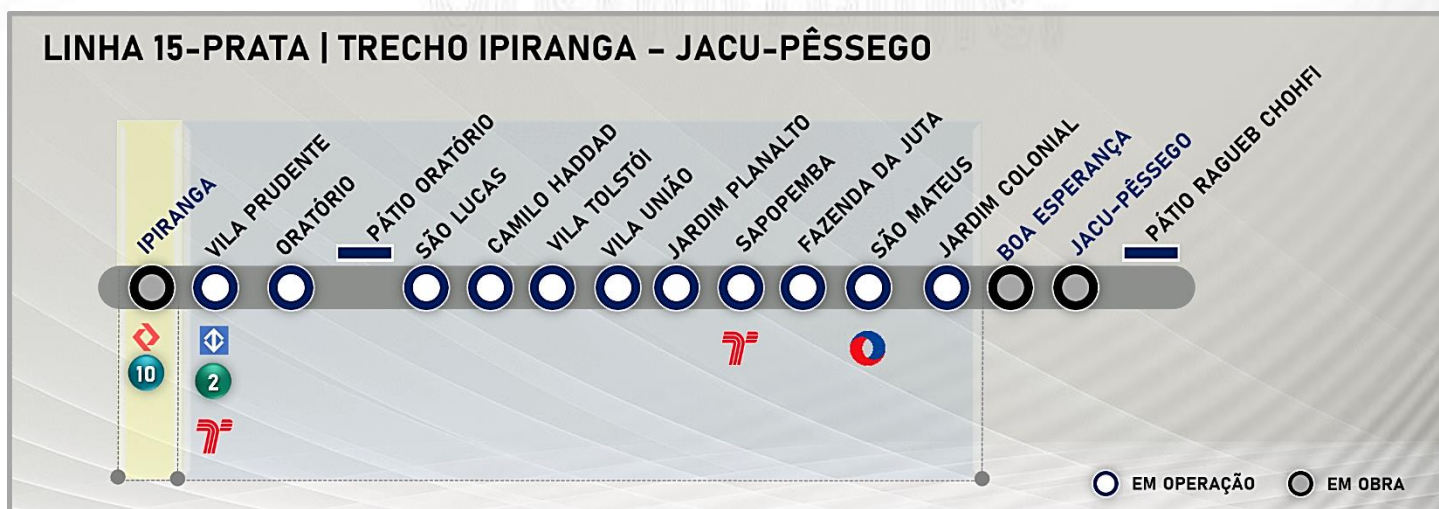 LINHA 15-PRATA | TRECHO IPIRANGA – JACU-PÊSSEGO
IPIRANGA
VILA PRUDENTE
ORATÓRIO
PÁTIO ORATÓRIO
SÃO LUCAS
CAMILO HADDAD
VILA TOLSTÓI
VILA UNIÃO
JARDIM PLANALTO
SAPOPEMBA
FAZENDA DA JUTA
SÃO MATEUS
JARDIM COLONIAL
BOA ESPERANÇA
JACU-PÊSSEGO
PÁTIO RAGUEB CHOHFI
10
2
EM OPERAÇÃO
EM OBRA